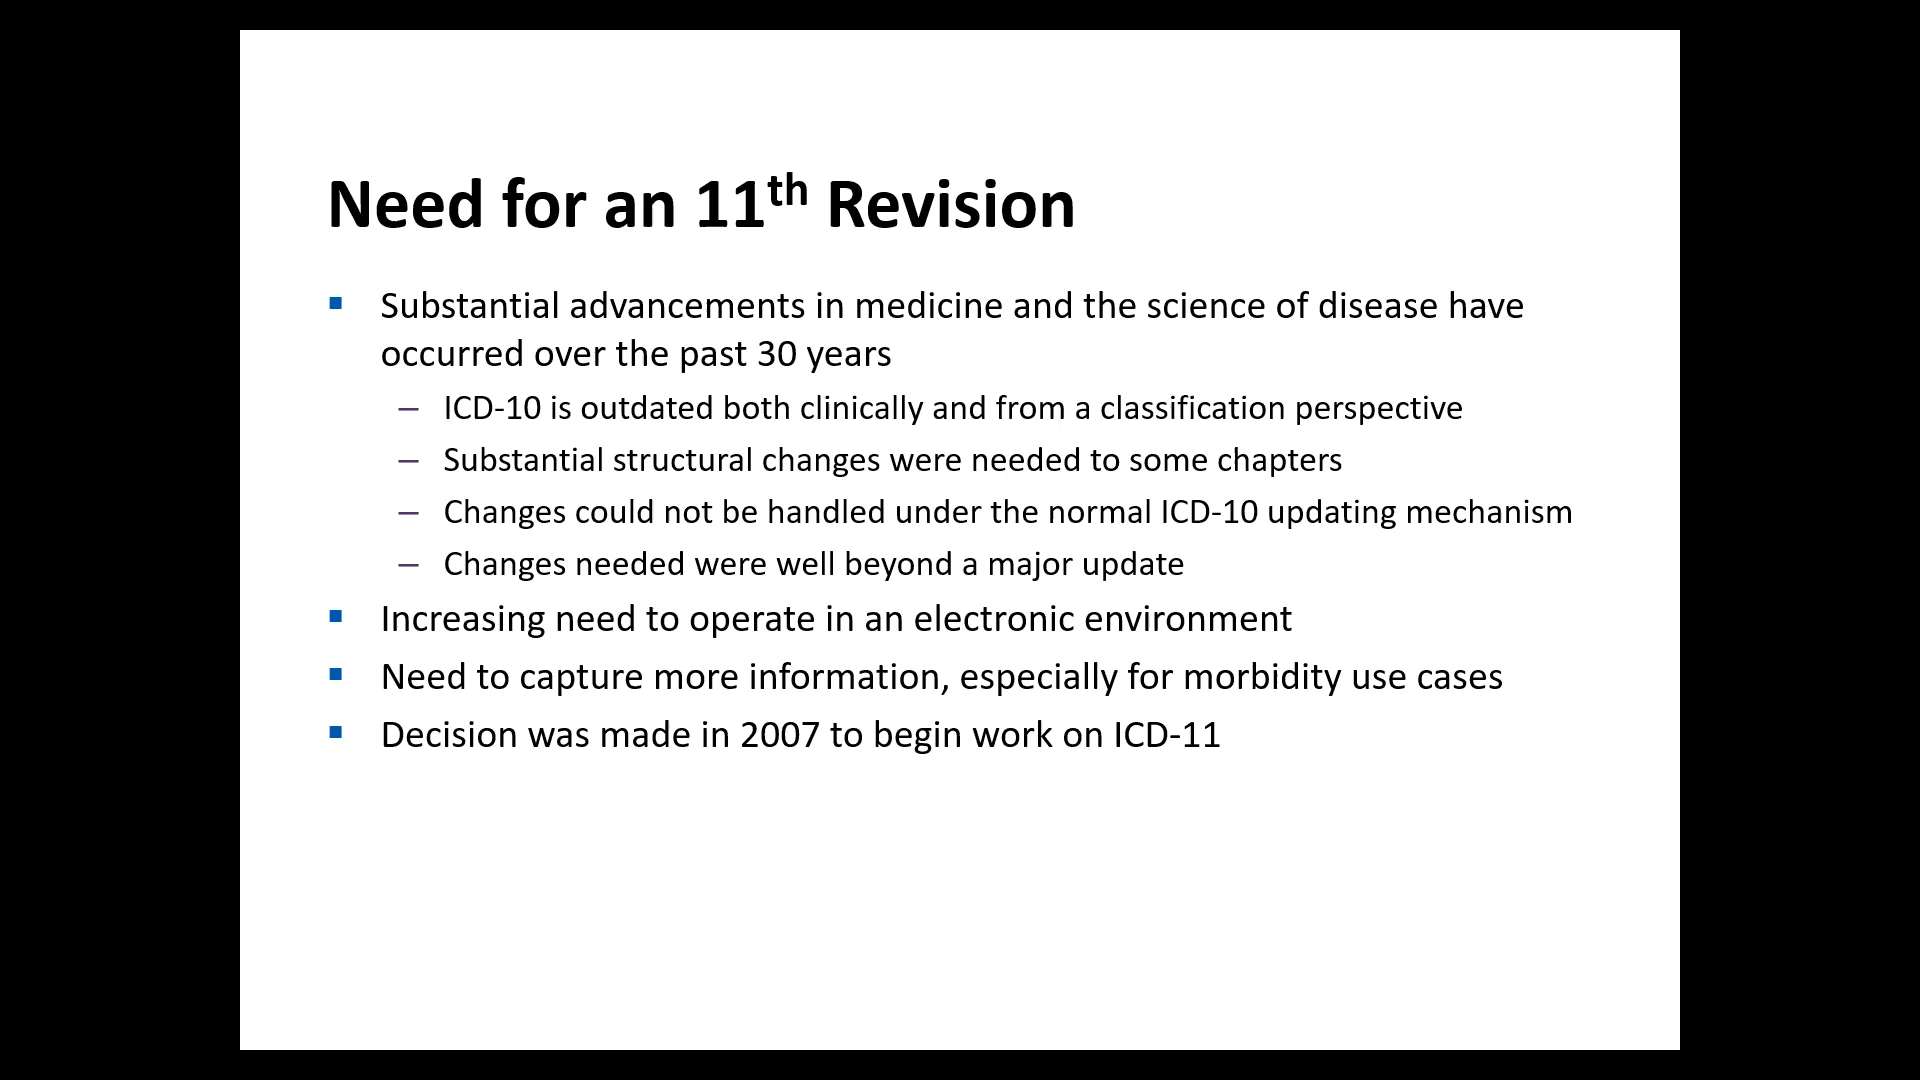 Need for an 11th Revision
▪ Substantial advancements in medicine and the science of disease have
occurred over the past 30 years
– ICD-10 is outdated both clinically and from a classification perspective
– Substantial structural changes were needed to some chapters
– Changes could not be handled under the normal ICD-10 updating mechanism
– Changes needed were well beyond a major update
▪ Increasing need to operate in an electronic environment
▪ Need to capture more information, especially for morbidity use cases
▪ Decision was made in 2007 to begin work on ICD-11